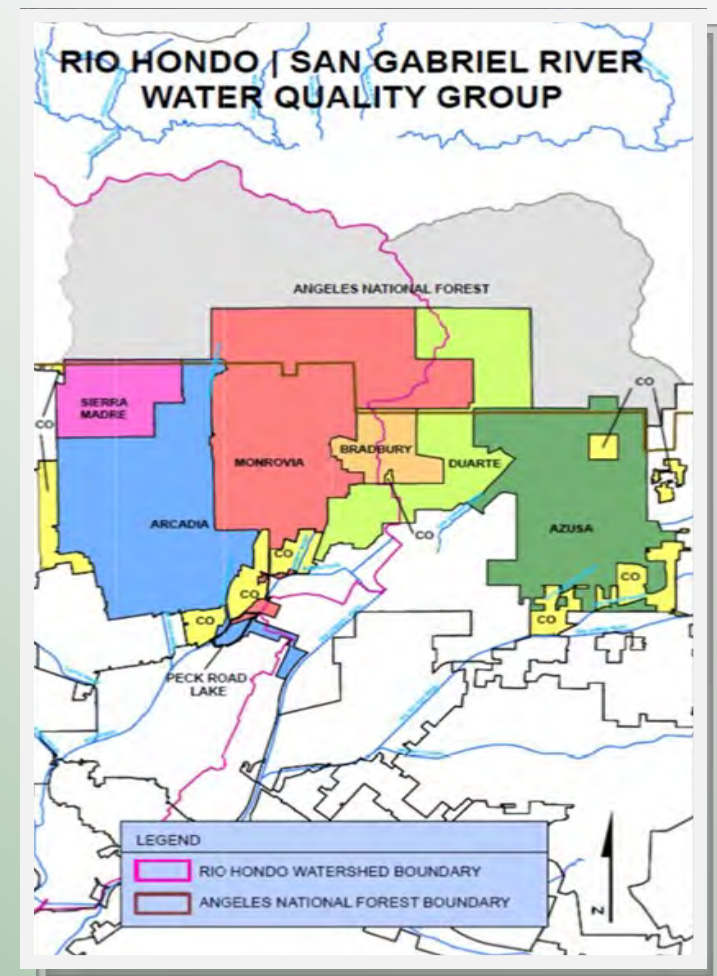 RIO HONDO | SAN GABRIEL RIVER
WATER QUALITY GROUP
ANGELES NATIONAL FOREST
CO
SIERRA
MADRE
CO
BRADBURY
MONROVIA
DUARTE
ARCADIA
CO
AZUSA
CO
CO
CO
CO
CO
PECK ROAD
LAKE
LEGEND
RIO HONDO WATERSHED BOUNDARY
ANGELES NATIONAL FOREST BOUNDARY
N